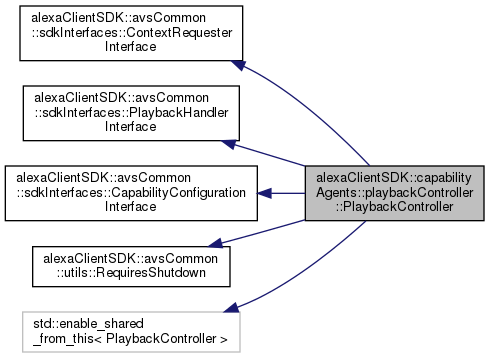 alexaClientSDK::avsCommon
::sdkInterfaces::ContextRequester
Interface
alexaClientSDK::avsCommon
::sdkInterfaces::PlaybackHandler
Interface
alexaClientSDK::avsCommon
::sdkInterfaces::CapabilityConfiguration
Interface
alexaClientSDK::capability
Agents::playbackController
::PlaybackController
alexaClientSDK::avsCommon
::utils::RequiresShutdown
std::enable_shared
_from_this< PlaybackController >